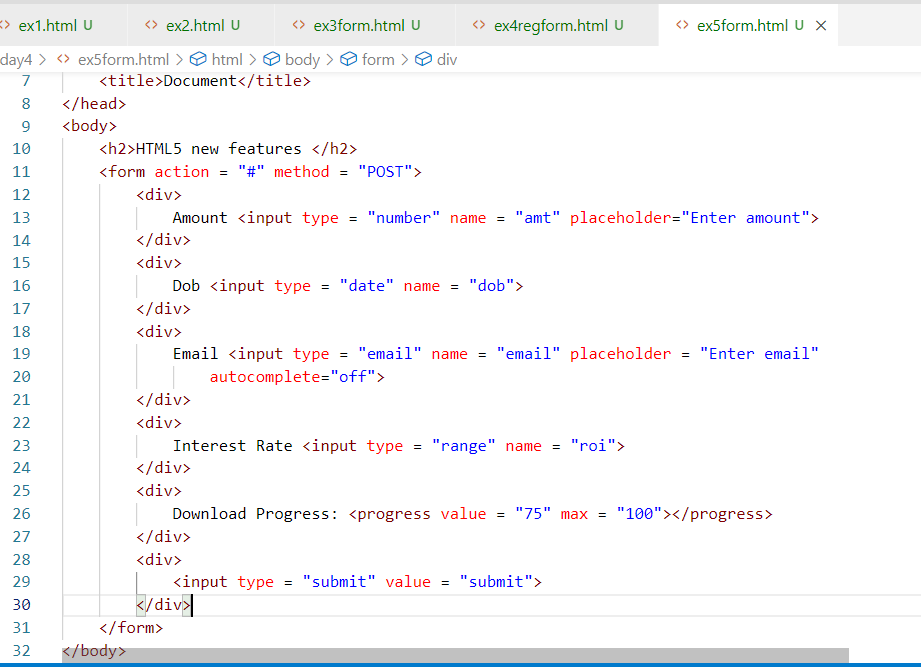 ex1.html U ex2.html U ex3form.html U ex4regform.html U ex5form.html U
day4 > ex5form.html > html > body > form > div
7 <title>Document</title>
8 </head>
9 <body>
10 <h2>HTML5 new features </h2>
11 <form action = "#" method = "POST">
12 <div>
13 Amount <input type = "number" name = "amt" placeholder="Enter amount">
14 </div>
15 <div>
16 Dob <input type = "date" name = "dob">
17 </div>
18 <div>
19 Email <input type = "email" name = "email" placeholder = "Enter email"
20 autocomplete="off">
21 </div>
22 <div>
23 Interest Rate <input type = "range" name = "roi">
24 </div>
25 <div>
26 Download Progress: <progress value = "75" max = "100"></progress>
27 </div>
28 <div>
29 <input type = "submit" value = "submit">
30 </div>
31 </form>
32 </body>